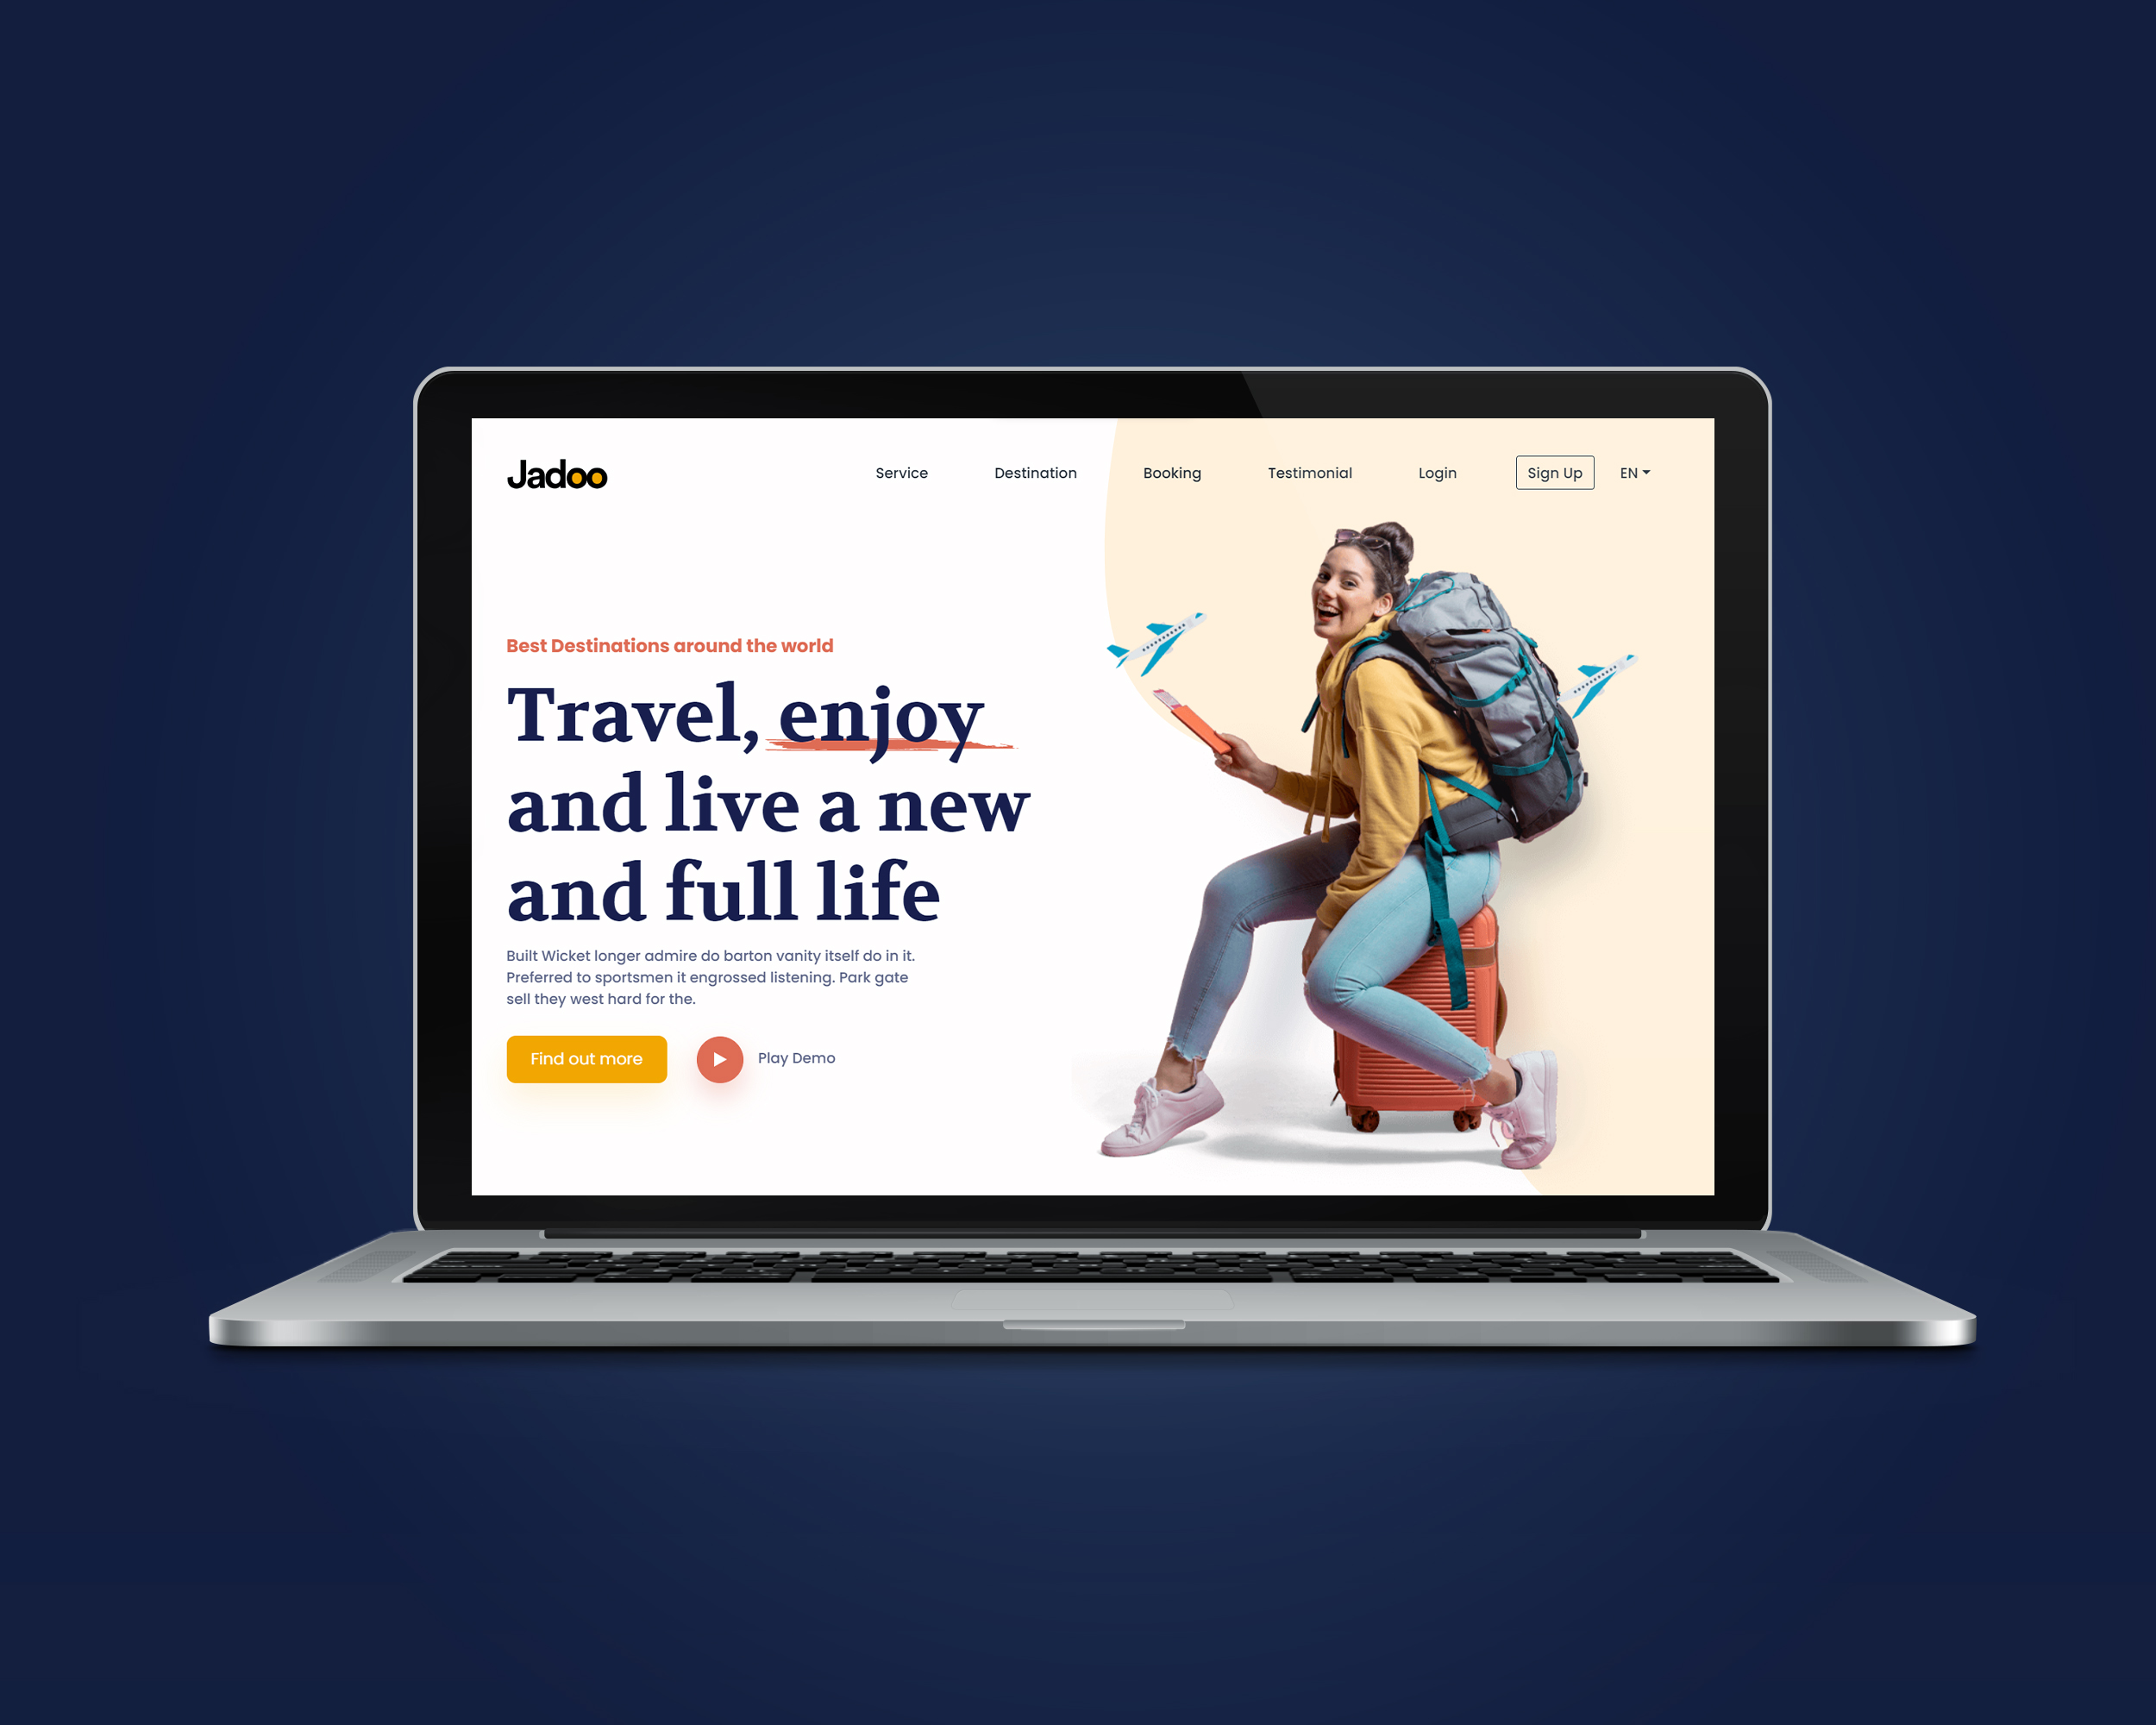 Jadoo
Service Destination Booking Testimonial Login Sign Up EN
Best Destinations around the world
Travel, enjoy
and live a new
and full life
Built Wicket longer admire do barton vanity itself do in it.
Preferred to sportsmen it engrossed listening. Park gate
sell they west hard for the.
Find out more Play Demo